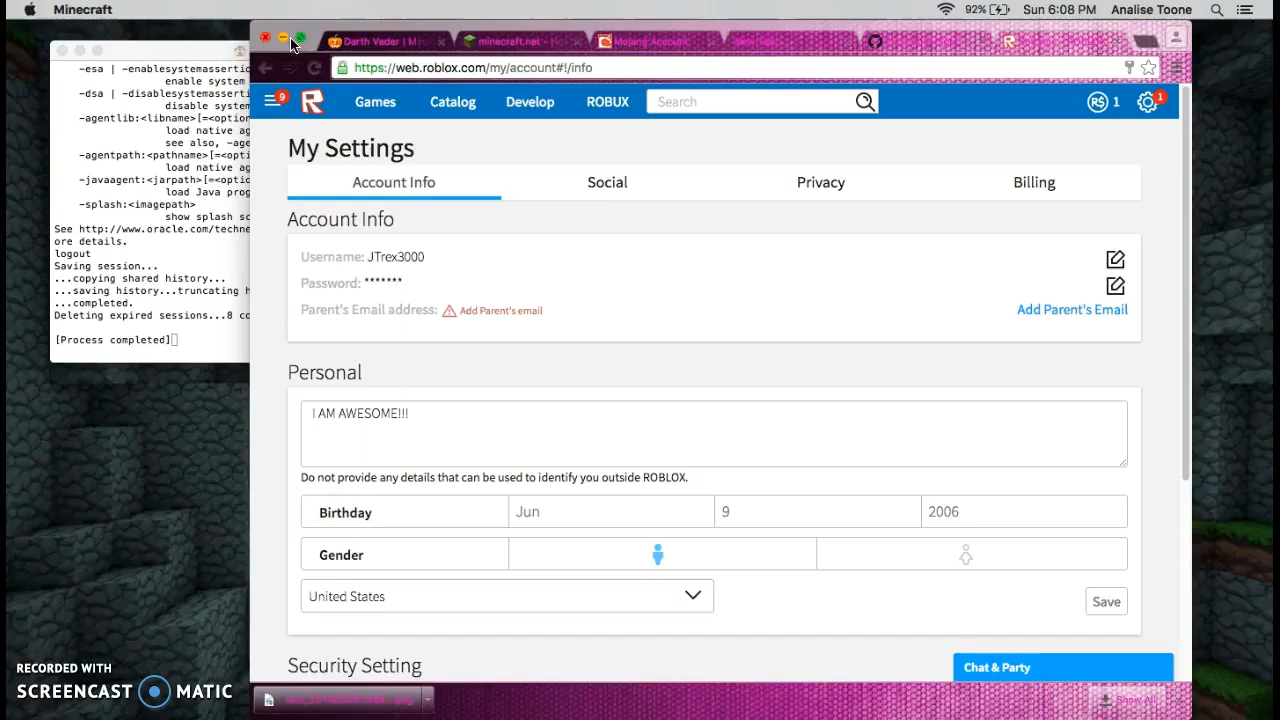 Minecraft
92%
Sun 6:08 PM
Analise Toone
Darth Vader | Min
minecraft.net - Ho
Mojang Account
-esa | -enablesystemassertio
enable system
-dsa | -disablesystemassertio
disable system
-agentlib:<libname>[=<option
load native ag
see also, -age
-agentpath:<pathname>[=<optio
load native ag
-javaagent:<jarpath>[=<option
load Java prog
-splash:<imagepath>
show splash sc
See http://www.oracle.com/techne
ore details.
logout
Saving session...
...copying shared history...
...saving history...truncating h
...completed.
Deleting expired sessions...8 co
[Process completed]
https://web.roblox.com/my/account#!/info
9
R
Games
Catalog
Develop
ROBUX
Search
R$ 1
1
My Settings
Account Info
Social
Privacy
Billing
Account Info
Username: JTrex3000
Password: *******
Parent's Email address: Add Parent's email
Add Parent's Email
Personal
I AM AWESOME!!!
Do not provide any details that can be used to identify you outside ROBLOX.
Birthday Jun 9 2006
Gender
United States
Save
Security Setting
Chat & Party
Show All
RECORDED WITH
SCREENCAST MATIC